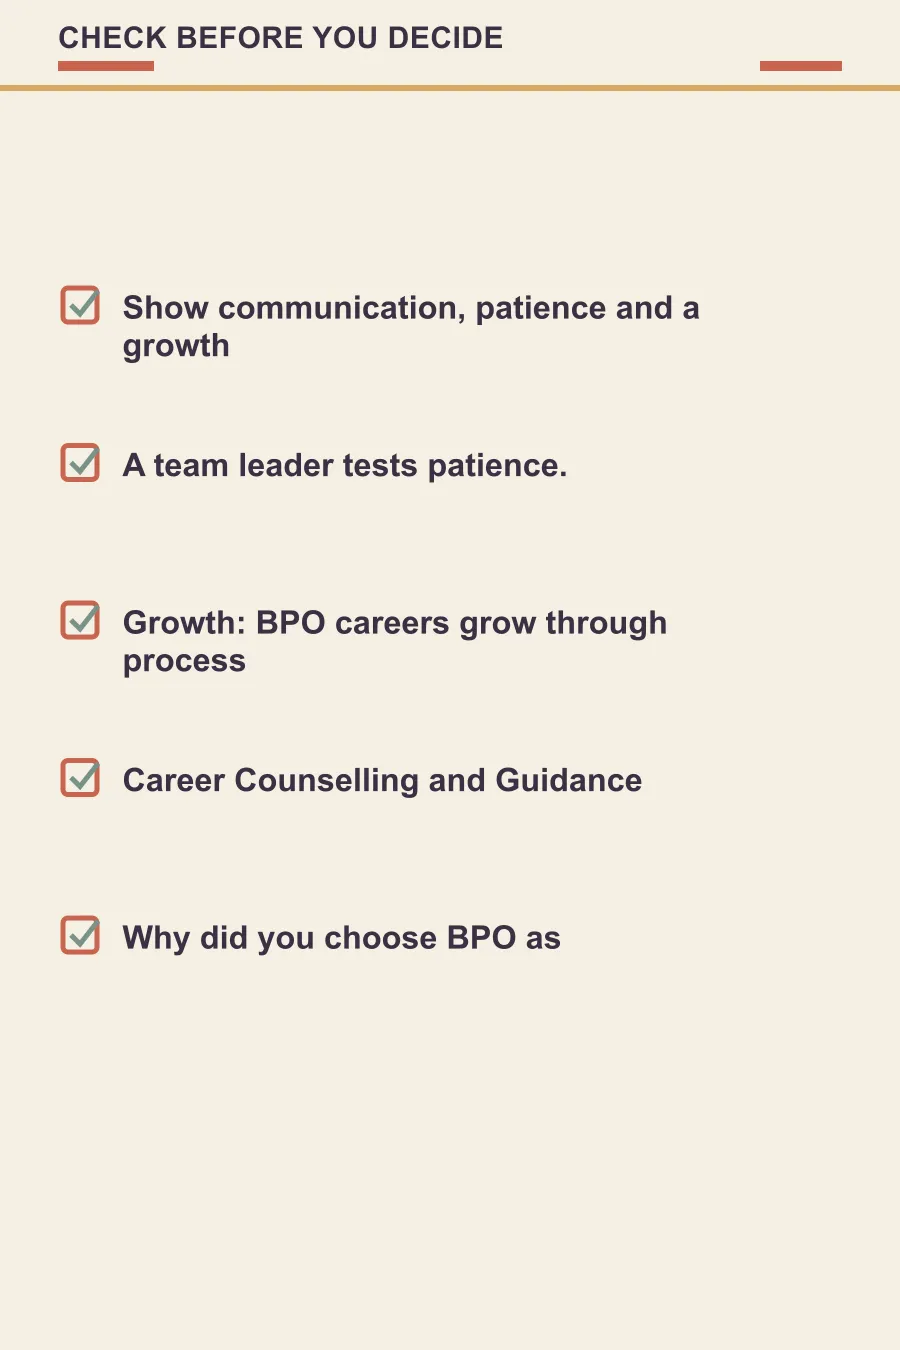 CHECK BEFORE YOU DECIDE
Show communication, patience and a
growth
A team leader tests patience.
Growth: BPO careers grow through
process
Career Counselling and Guidance
Why did you choose BPO as